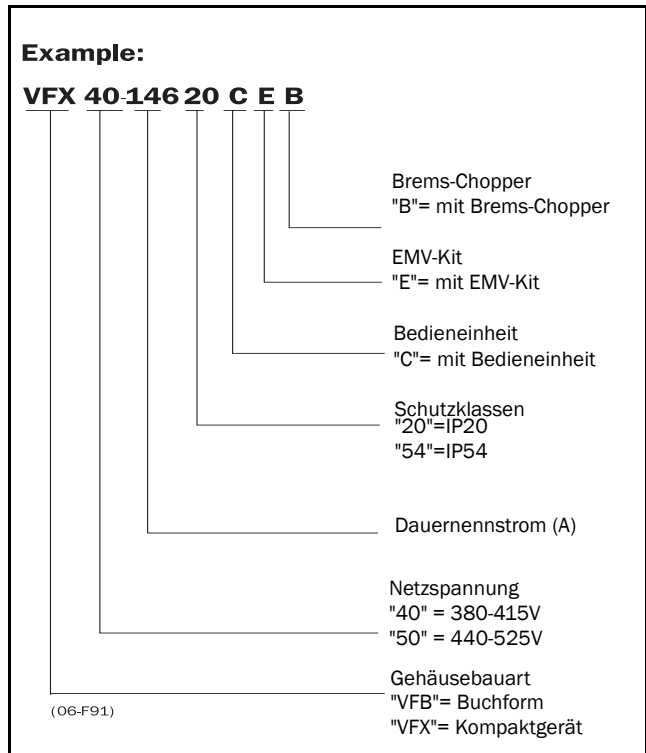 Example:
VFX 40-146 20 C E B
Brems-Chopper
"B"= mit Brems-Chopper
EMV-Kit
"E"= mit EMV-Kit
Bedieneinheit
"C"= mit Bedieneinheit
Schutzklassen
"20"=IP20
"54"=IP54
Dauernennstrom (A)
Netzspannung
"40" = 380-415V
"50" = 440-525V
Gehäusebauart
"VFB"= Buchform
"VFX"= Kompaktgerät
(06-F91)